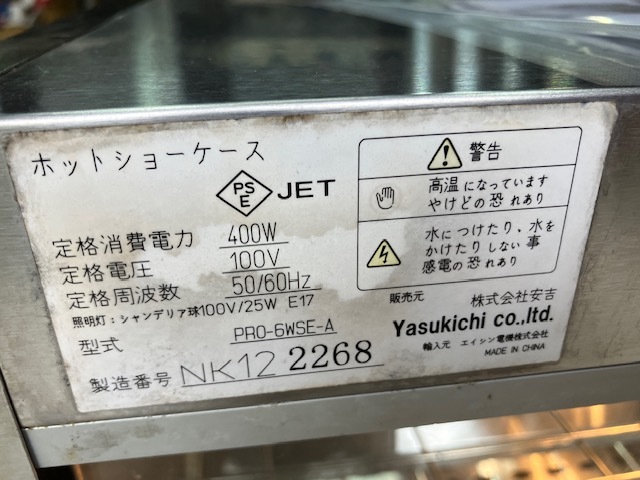 ホットショーケース
PS
E
JET
定格消費電力 400W
定格電圧 100V
定格周波数 50/60Hz
照明灯：シャンデリア球100V/25W E17
型式 PRO-6WSE-A
製造番号 NK12 2268
警告
高温になっています
やけどの恐れあり
水につけたり、水を
かけたりしない事
感電の恐れあり
販売元 株式会社安吉
Yasukichi co.,ltd.
輸入元 エイシン電機株式会社
MADE IN CHINA